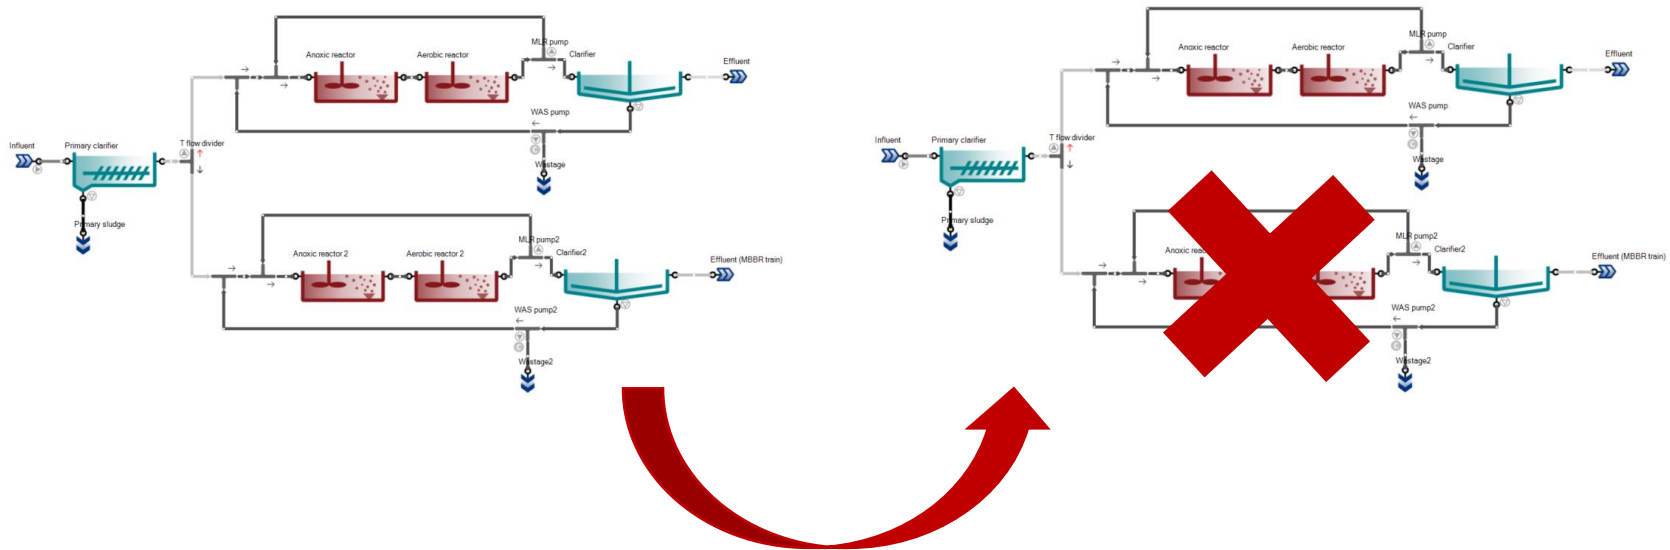 MLR pump
Anoxic reactor
Aerobic reactor
Clarifier
Effluent
WAS pump
Influent
Primary clarifier
T flow divider
Wastage
Primary sludge
MLR pump2
Anoxic reactor 2
Aerobic reactor 2
Clarifier2
Effluent (MBBR train)
WAS pump2
Wastage2
MLR pump
Anoxic reactor
Aerobic reactor
Clarifier
Effluent
WAS pump
Influent
Primary clarifier
T flow divider
Wastage
Primary sludge
MLR pump2
Anoxic
Clarifier2
Effluent (MBBR train)
WAS pump2
Wastage2